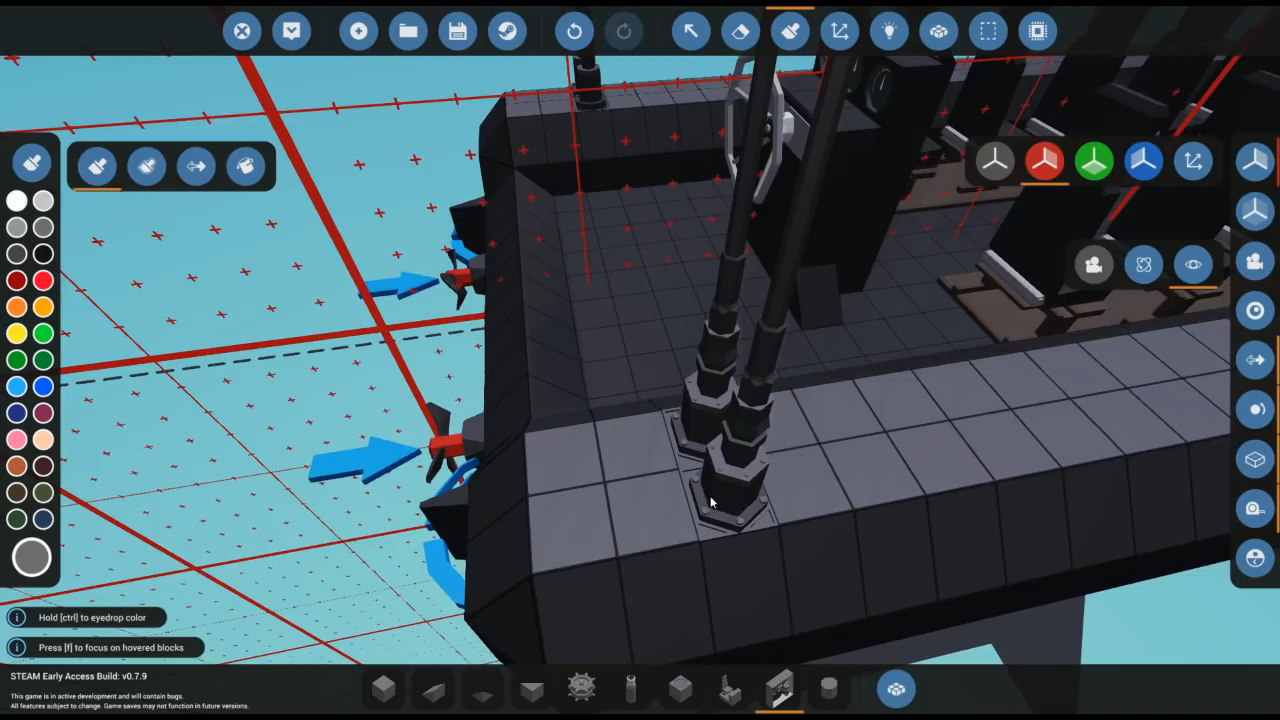 Hold [ctrl] to eyedrop color
Press [f] to focus on hovered blocks
STEAM Early Access Build: v0.7.9
This game is in active development and will contain bugs.
All features subject to change. Game saves may not function in future versions.